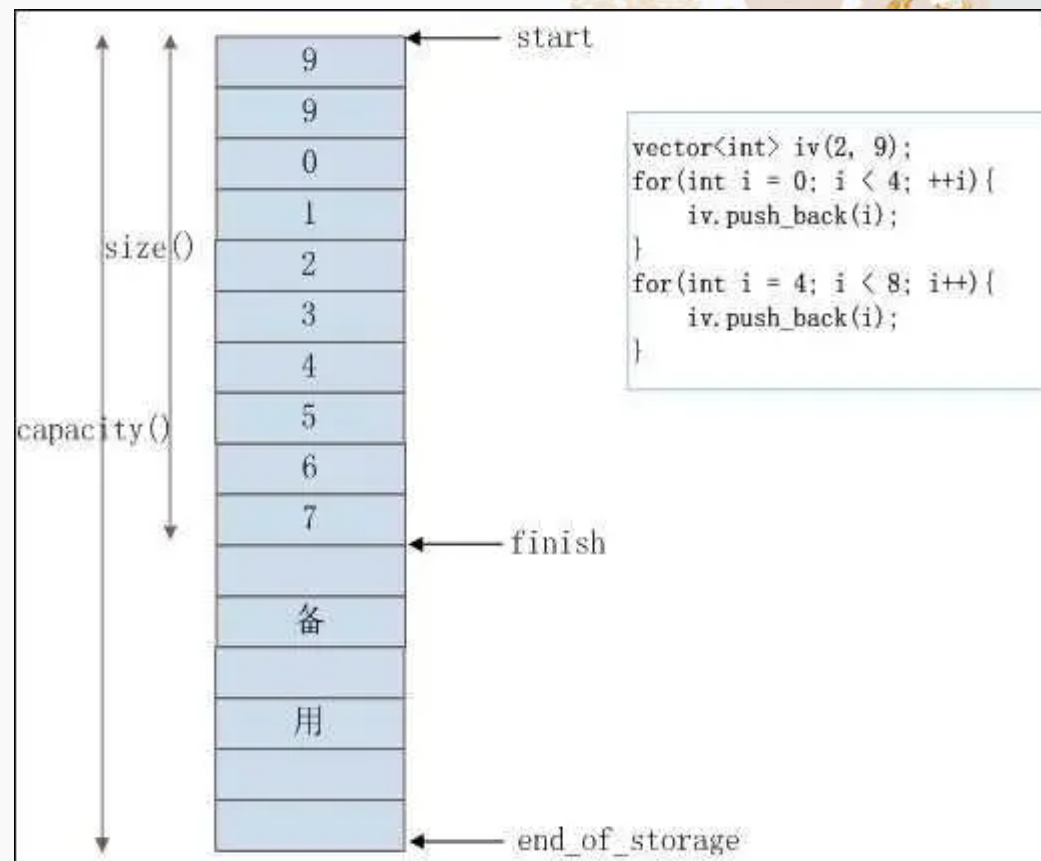 start
9
9
0
1
2
3
4
5
6
7
备
用
size()
capacity()
finish
end_of_storage
vector<int> iv(2, 9);
for(int i = 0; i < 4; ++i){
    iv.push_back(i);
}
for(int i = 4; i < 8; i++){
    iv.push_back(i);
}